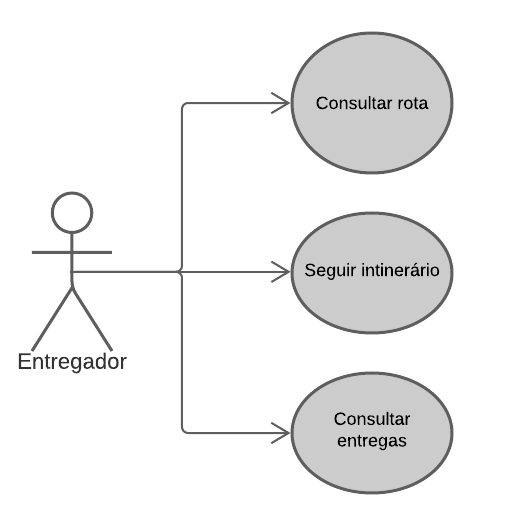 Consultar rota
Seguir intinerário
Entregador
Consultar
entregas